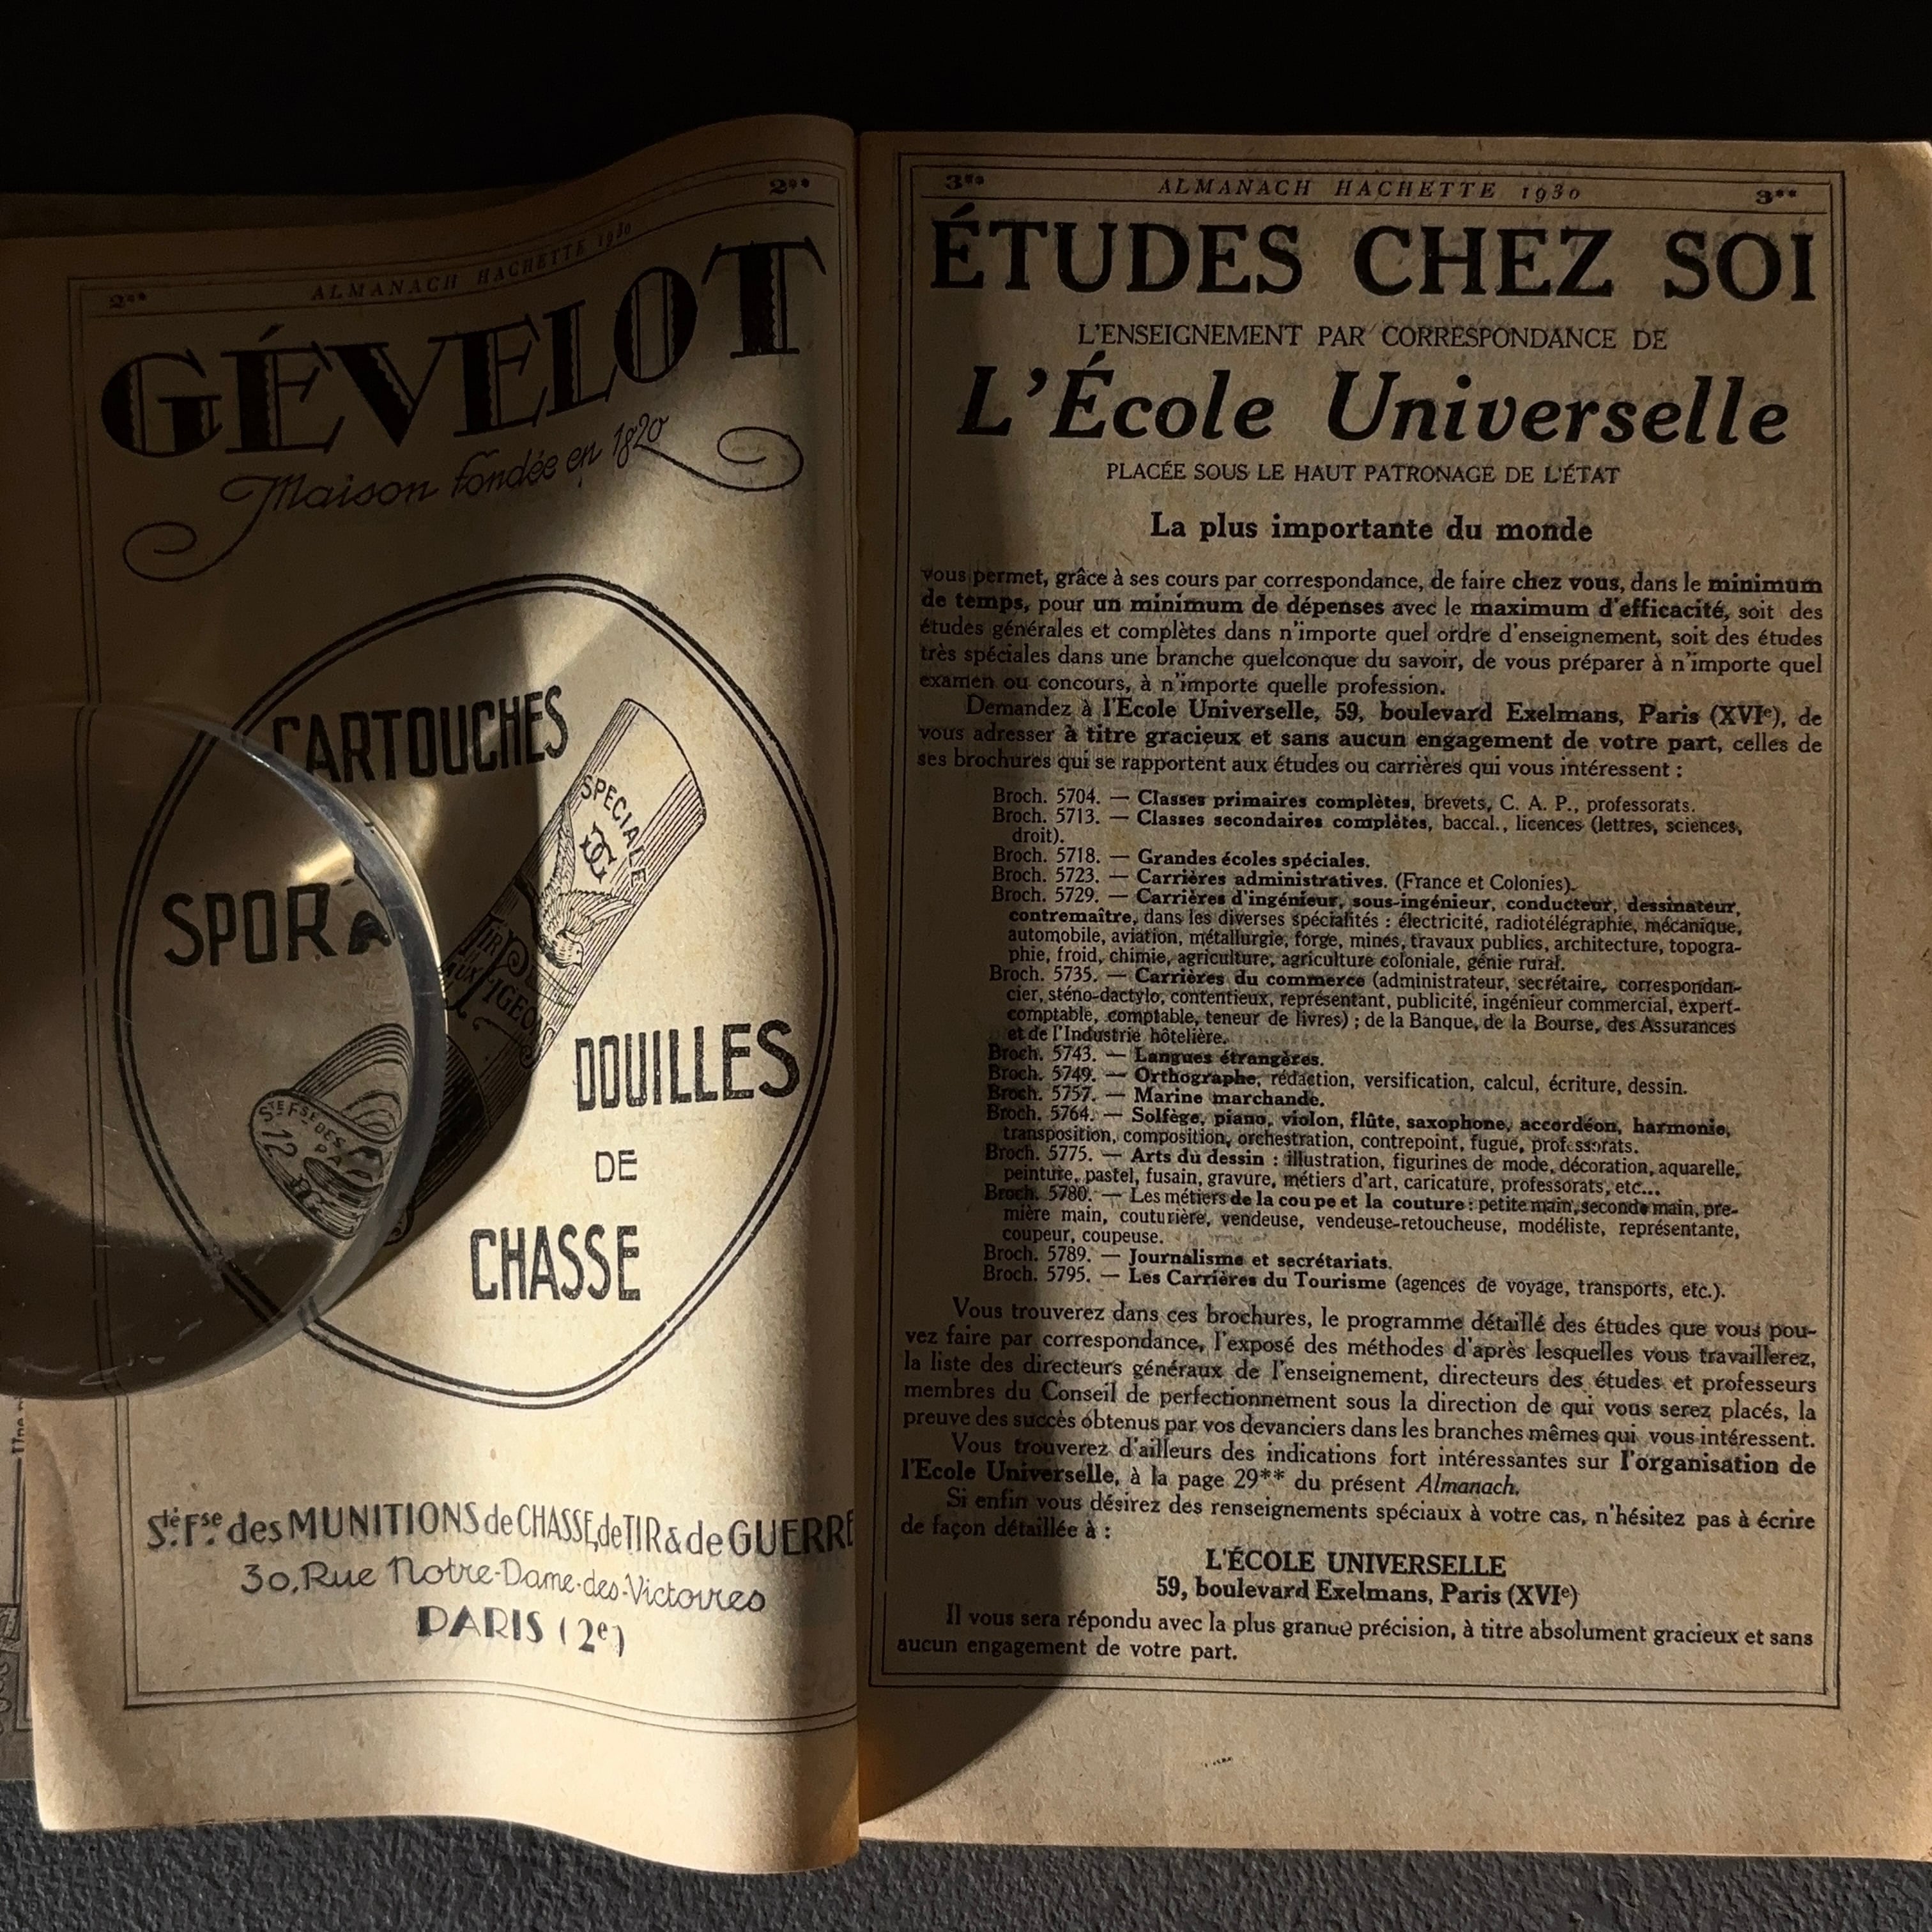 2**
ALMANACH HACHETTE 1930
2**
GÉVELOT
Maison fondée en 1820
CARTOUCHES
SPOR
SPECIALE
GG
TIR
AUX PIGEONS
STE FSE DES
12
PA
DOUILLES
DE
CHASSE
Sté. Fse. des MUNITIONS de CHASSE, de TIR & de GUERRE
30, Rue Notre-Dame-des-Victoires
PARIS (2e)
3**
ALMANACH HACHETTE 1930
3**
ÉTUDES CHEZ SOI
L'ENSEIGNEMENT PAR CORRESPONDANCE DE
L'École Universelle
PLACÉE SOUS LE HAUT PATRONAGE DE L'ÉTAT
La plus importante du monde
vous permet, grâce à ses cours par correspondance, de faire chez vous, dans le minimum
de temps, pour un minimum de dépenses avec le maximum d'efficacité, soit des
études générales et complètes dans n'importe quel ordre d'enseignement, soit des études
très spéciales dans une branche quelconque du savoir, de vous préparer à n'importe quel
examen ou concours, à n'importe quelle profession.
Demandez à l'Ecole Universelle, 59, boulevard Exelmans, Paris (XVIe), de
vous adresser à titre gracieux et sans aucun engagement de votre part, celles de
ses brochures qui se rapportent aux études ou carrières qui vous intéressent :
Broch. 5704. — Classes primaires complètes, brevets, C. A. P., professorats.
Broch. 5713. — Classes secondaires complètes, baccal., licences (lettres, sciences,
droit).
Broch. 5718. — Grandes écoles spéciales.
Broch. 5723. — Carrières administratives. (France et Colonies).
Broch. 5729. — Carrières d'ingénieur, sous-ingénieur, conducteur, dessinateur,
contremaître, dans les diverses spécialités : électricité, radiotélégraphie, mécanique,
automobile, aviation, métallurgie, forge, mines, travaux publics, architecture, topogra-
phie, froid, chimie, agriculture, agriculture coloniale, génie rural.
Broch. 5735. — Carrières du commerce (administrateur, secrétaire, correspondan-
cier, sténo-dactylo, contentieux, représentant, publicité, ingénieur commercial, expert-
comptable, comptable, teneur de livres) ; de la Banque, de la Bourse, des Assurances
et de l'Industrie hôtelière.
Broch. 5743. — Langues étrangères.
Broch. 5749. — Orthographe, rédaction, versification, calcul, écriture, dessin.
Broch. 5757. — Marine marchande.
Broch. 5764. — Solfège, piano, violon, flûte, saxophone, accordéon, harmonie,
transposition, composition, orchestration, contrepoint, fugue, professorats.
Broch. 5775. — Arts du dessin : illustration, figurines de mode, décoration, aquarelle,
peinture, pastel, fusain, gravure, métiers d'art, caricature, professorats, etc...
Broch. 5780. — Les métiers de la coupe et la couture : petite main, seconde main, pre-
mière main, couturière, vendeuse, vendeuse-retoucheuse, modéliste, représentante,
coupeur, coupeuse.
Broch. 5789. — Journalisme et secrétariats.
Broch. 5795. — Les Carrières du Tourisme (agences de voyage, transports, etc.).
Vous trouverez dans ces brochures, le programme détaillé des études que vous pou-
vez faire par correspondance, l'exposé des méthodes d'après lesquelles vous travaillerez,
la liste des directeurs généraux de l'enseignement, directeurs des études et professeurs
membres du Conseil de perfectionnement sous la direction de qui vous serez placés, la
preuve des succès obtenus par vos devanciers dans les branches mêmes qui vous intéressent.
Vous trouverez d'ailleurs des indications fort intéressantes sur l'organisation de
l'Ecole Universelle, à la page 29** du présent Almanach.
Si enfin vous désirez des renseignements spéciaux à votre cas, n'hésitez pas à écrire
de façon détaillée à :
L'ÉCOLE UNIVERSELLE
59, boulevard Exelmans, Paris (XVIe)
Il vous sera répondu avec la plus grande précision, à titre absolument gracieux et sans
aucun engagement de votre part.